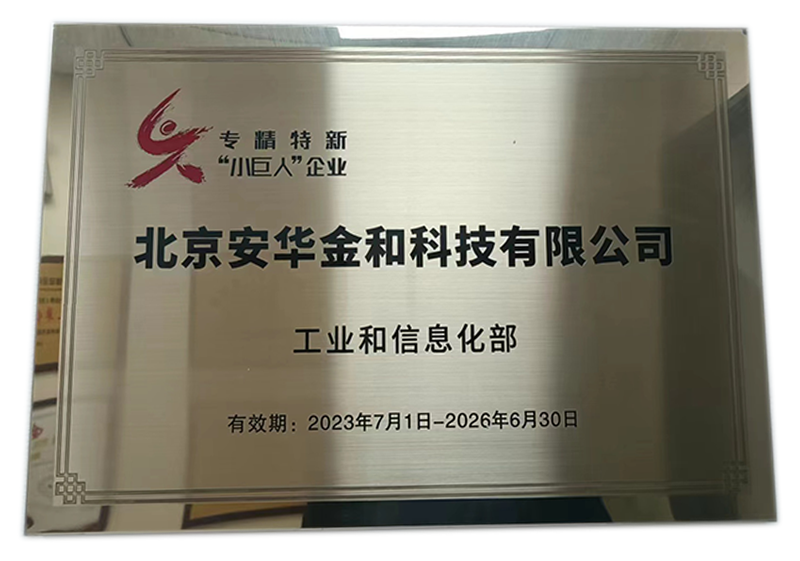 专精特新
“小巨人”企业
北京安华金和科技有限公司
工业和信息化部
有效期：2023年7月1日-2026年6月30日